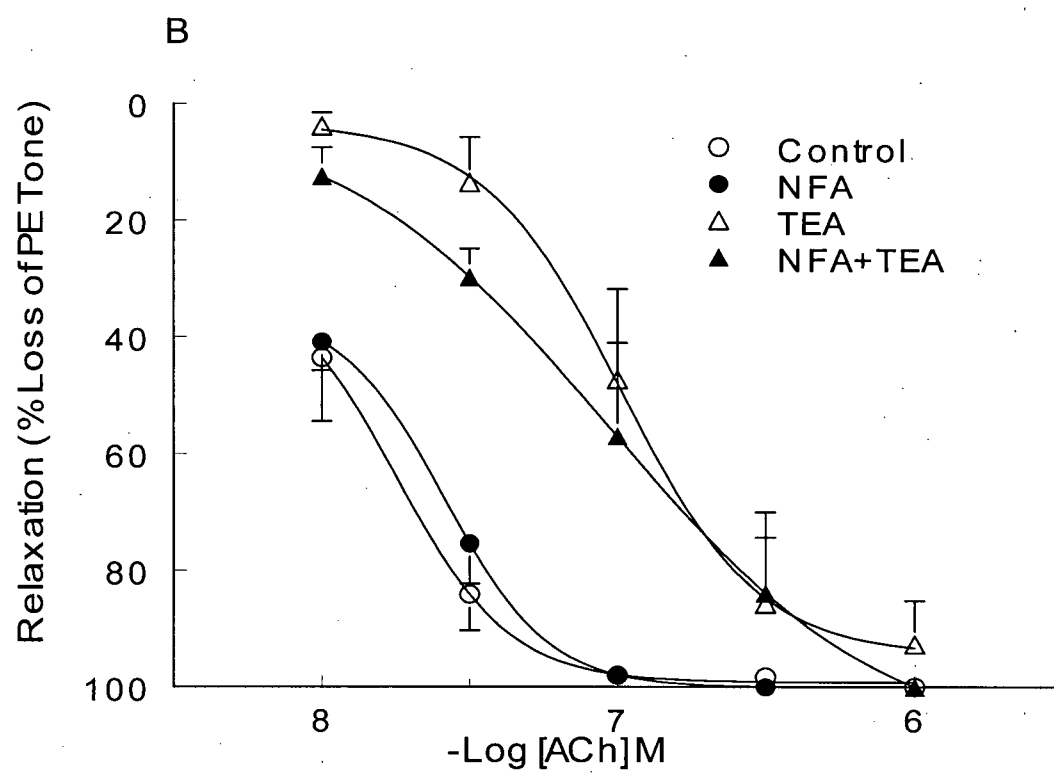 B
Relaxation (% Loss of PE Tone)
0
20
40
60
80
100
Control
NFA
TEA
NFA+TEA
8
7
6
-Log [ACh] M